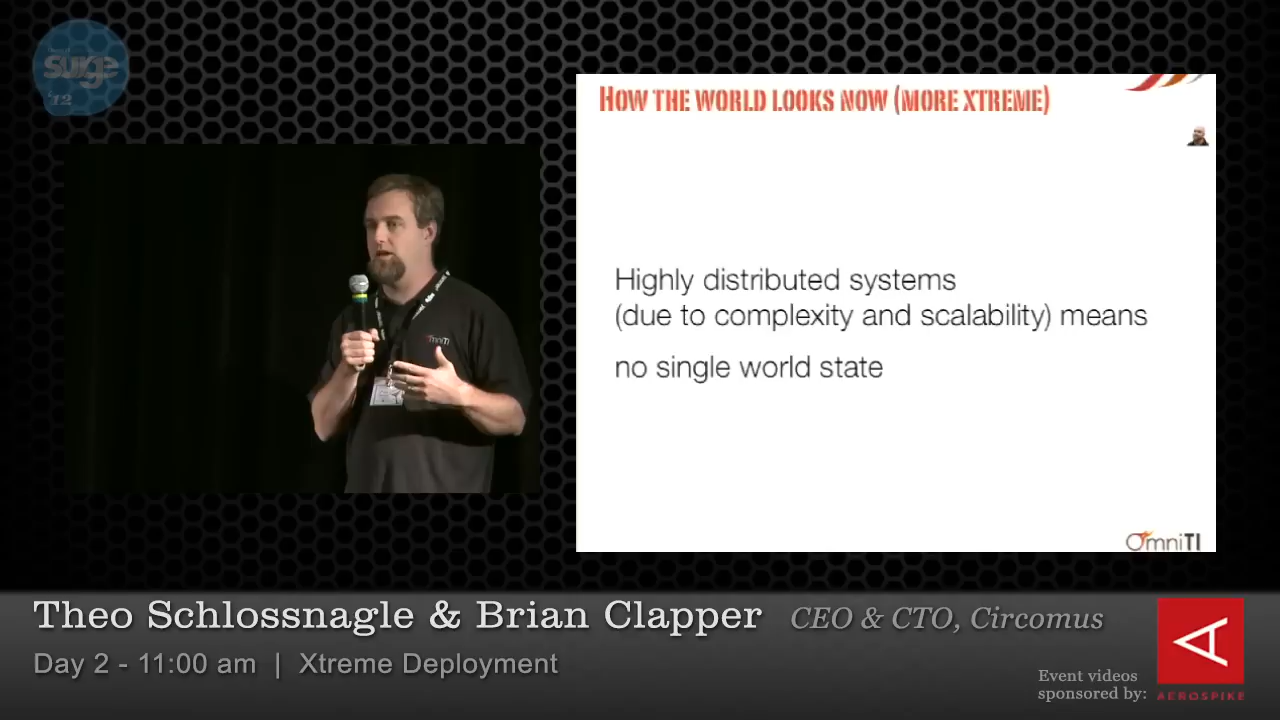 surge
'12
HOW THE WORLD LOOKS NOW (MORE XTREME)
Highly distributed systems
(due to complexity and scalability) means
no single world state
OmniTI
OmniTI
Theo Schlossnagle & Brian Clapper CEO & CTO, Circomus
Day 2 - 11:00 am | Xtreme Deployment
Event videos
sponsored by:
AEROSPIKE